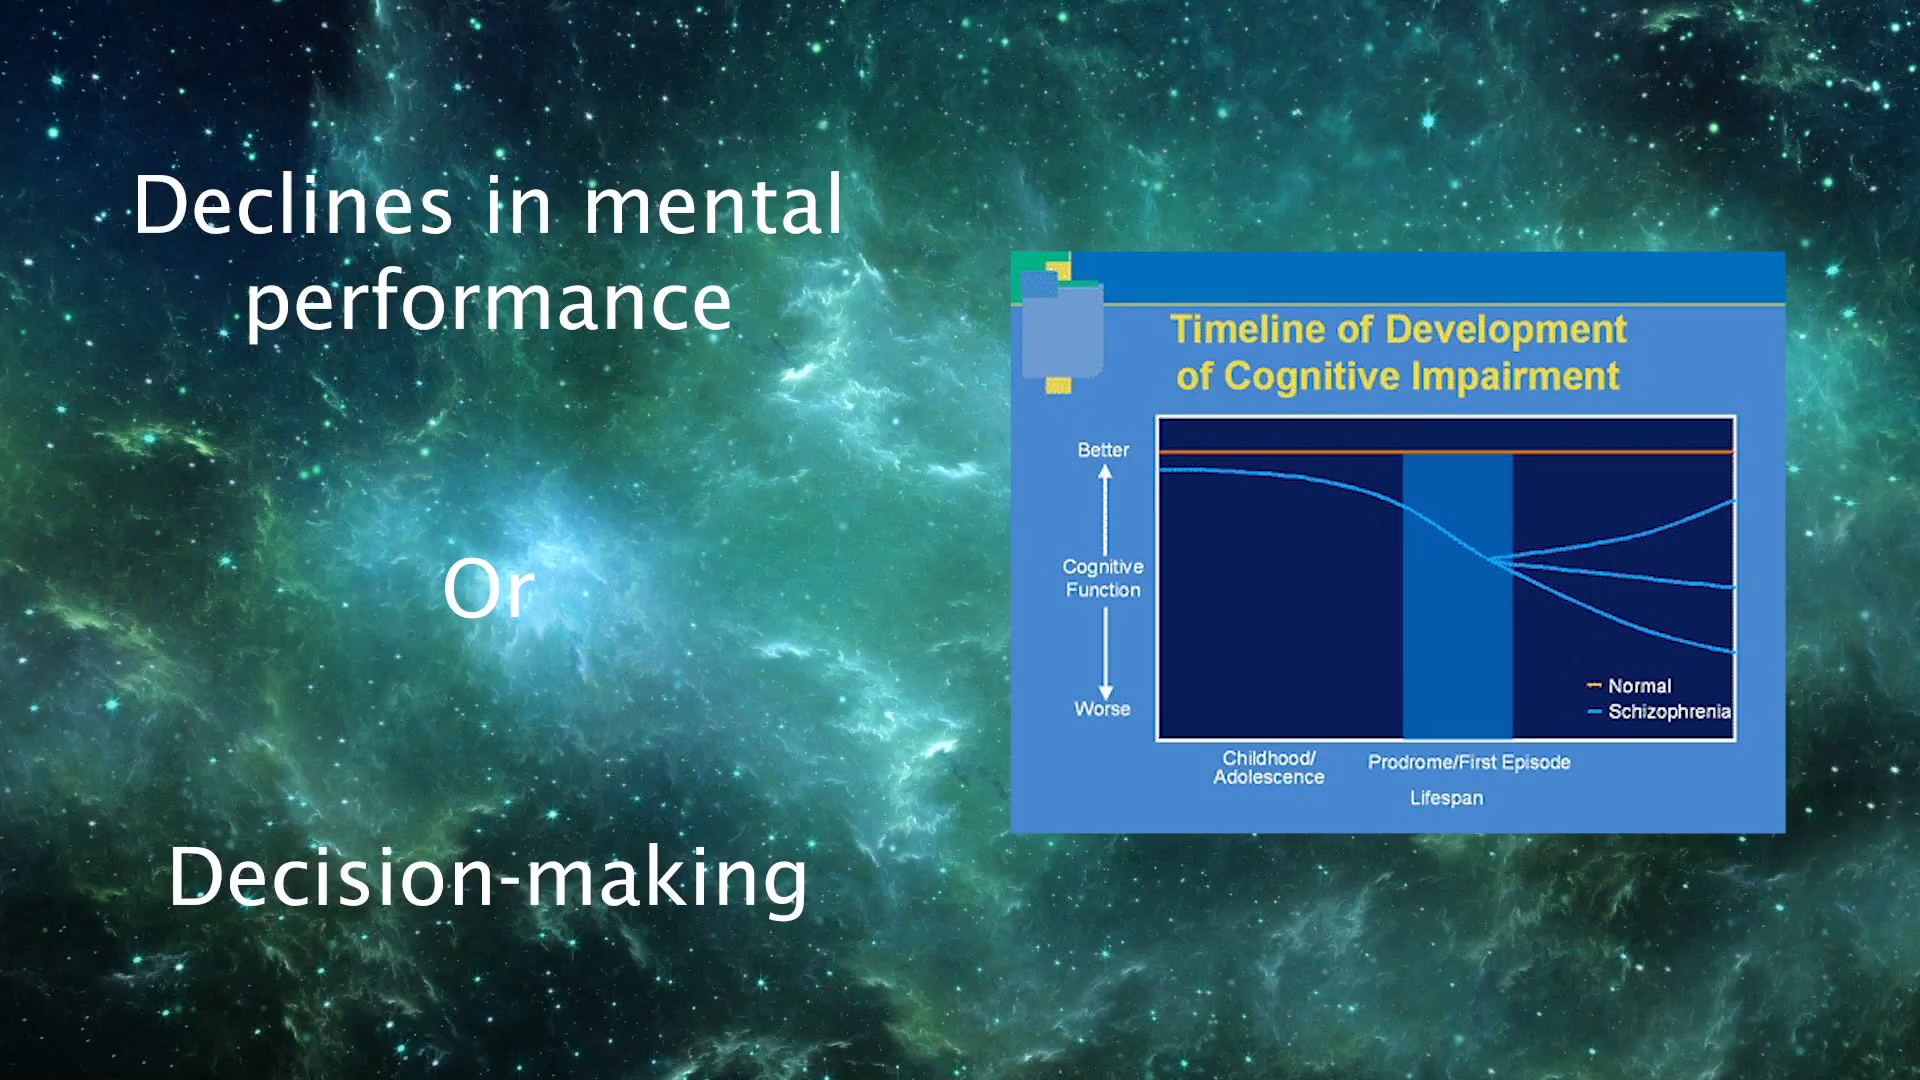 Declines in mental
performance
Or
Decision-making
Timeline of Development
of Cognitive Impairment
Better
Cognitive
Function
Worse
Normal
Schizophrenia
Childhood/
Adolescence
Prodrome/First Episode
Lifespan